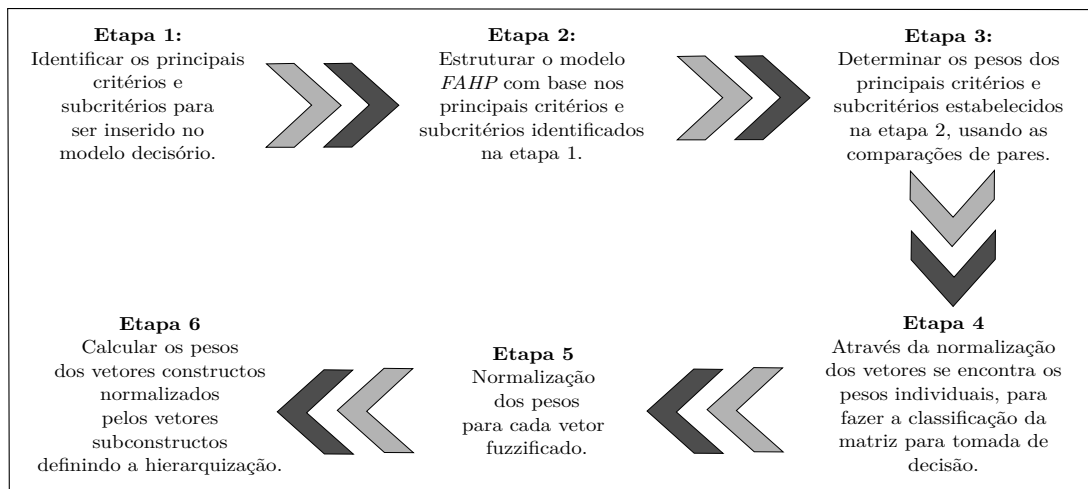 Etapa 1:
Identificar os principais
critérios e
subcritérios para
ser inserido no
modelo decisório.
Etapa 2:
Estruturar o modelo
FAHP com base nos
principais critérios e
subcritérios identificados
na etapa 1.
Etapa 3:
Determinar os pesos dos
principais critérios e
subcritérios estabelecidos
na etapa 2, usando as
comparações de pares.
Etapa 4
Através da normalização
dos vetores se encontra os
pesos individuais, para
fazer a classificação da
matriz para tomada de
decisão.
Etapa 5
Normalização
dos pesos
para cada vetor
fuzzificado.
Etapa 6
Calcular os pesos
dos vetores constructos
normalizados
pelos vetores
subconstructos
definindo a hierarquização.